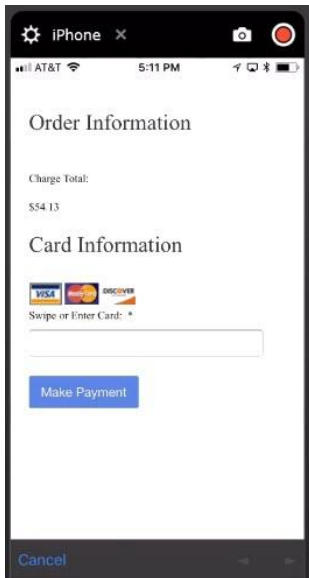 iPhone
AT&T 5:11 PM
Order Information
Charge Total:
$54.13
Card Information
VISA MasterCard DISCOVER
Swipe or Enter Card: *
Make Payment
Cancel